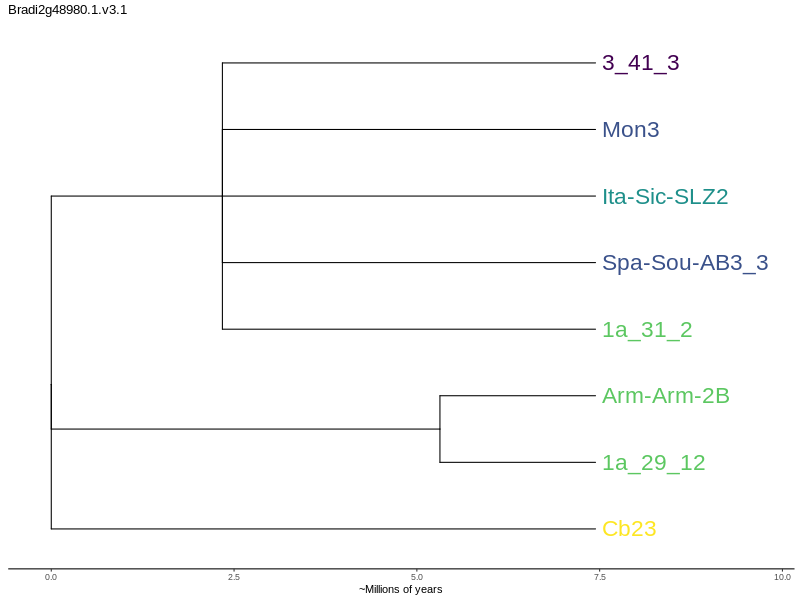 Bradi2g48980.1.v3.1
3_41_3
Mon3
Ita-Sic-SLZ2
Spa-Sou-AB3_3
1a_31_2
Arm-Arm-2B
1a_29_12
Cb23
0.0 2.5 5.0 7.5 10.0
~Millions of years